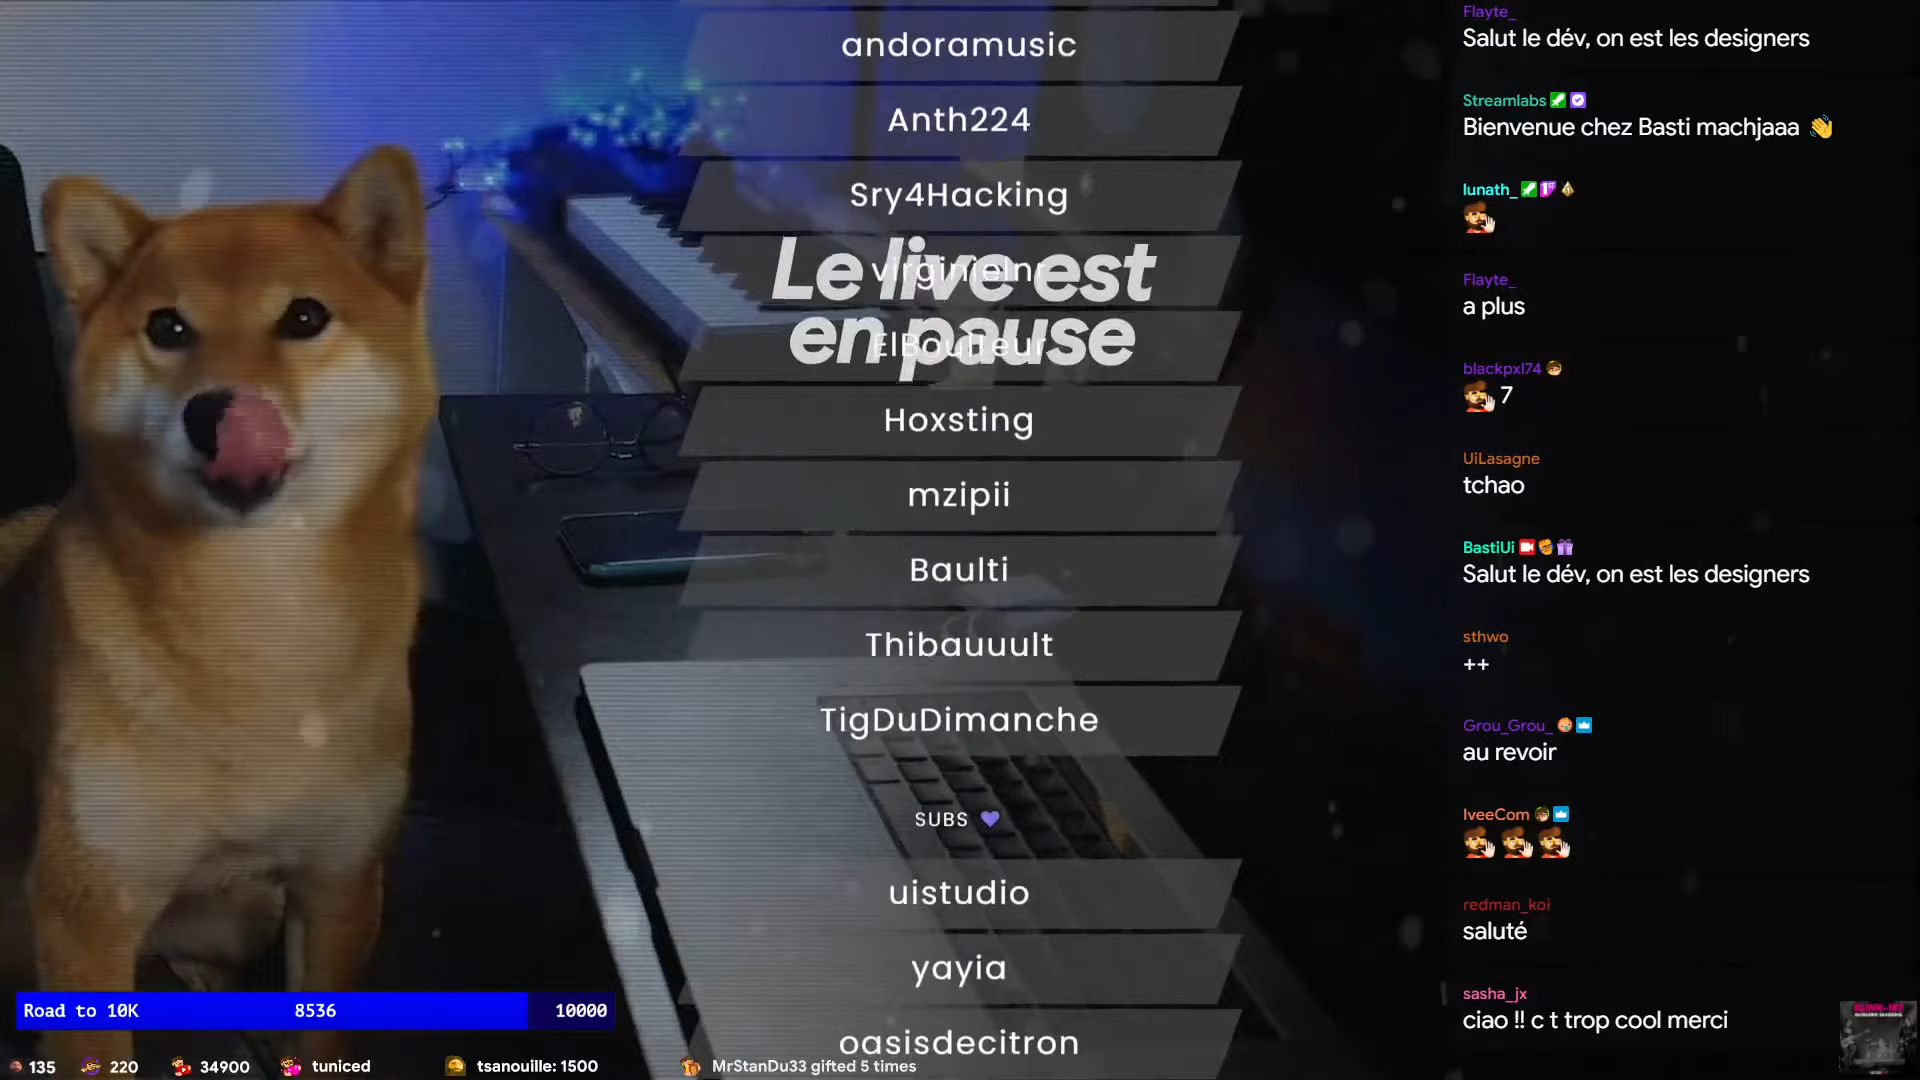 andoramusic
Anth224
Sry4Hacking
virginielnr
Le live est
en pause
Hoxsting
mzipii
Baulti
Thibauuult
TigDuDimanche
SUBS
uistudio
yayia
oasisdecitron
Road to 10K 8536 10000
135 220 34900 tuniced tsanouille: 1500 MrStanDu33 gifted 5 times
Flayte_
Salut le dév, on est les designers
Streamlabs
Bienvenue chez Basti machjaaa 👋
lunath_
Flayte_
a plus
blackpxl74
7
UiLasagne
tchao
BastiUi
Salut le dév, on est les designers
sthwo
++
Grou_Grou_
au revoir
IveeCom
redman_koi
saluté
sasha_jx
ciao !! c t trop cool merci